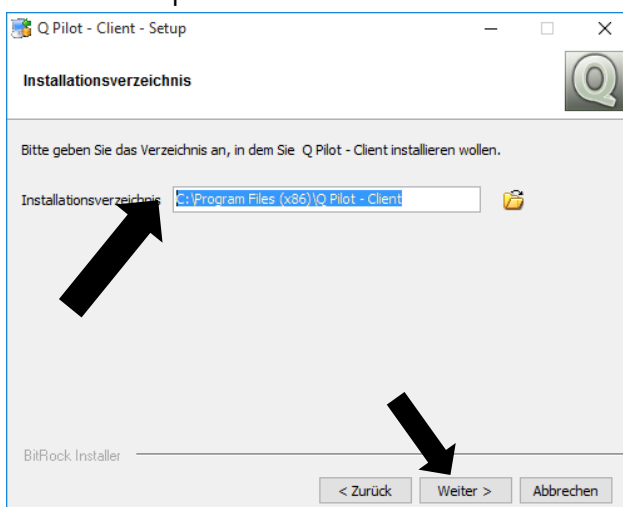 Q Pilot - Client - Setup
Installationsverzeichnis
Q
Bitte geben Sie das Verzeichnis an, in dem Sie Q Pilot - Client installieren wollen.
Installationsverzeichnis C:\Program Files (x86)\Q Pilot - Client
BitRock Installer
< Zurück Weiter > Abbrechen